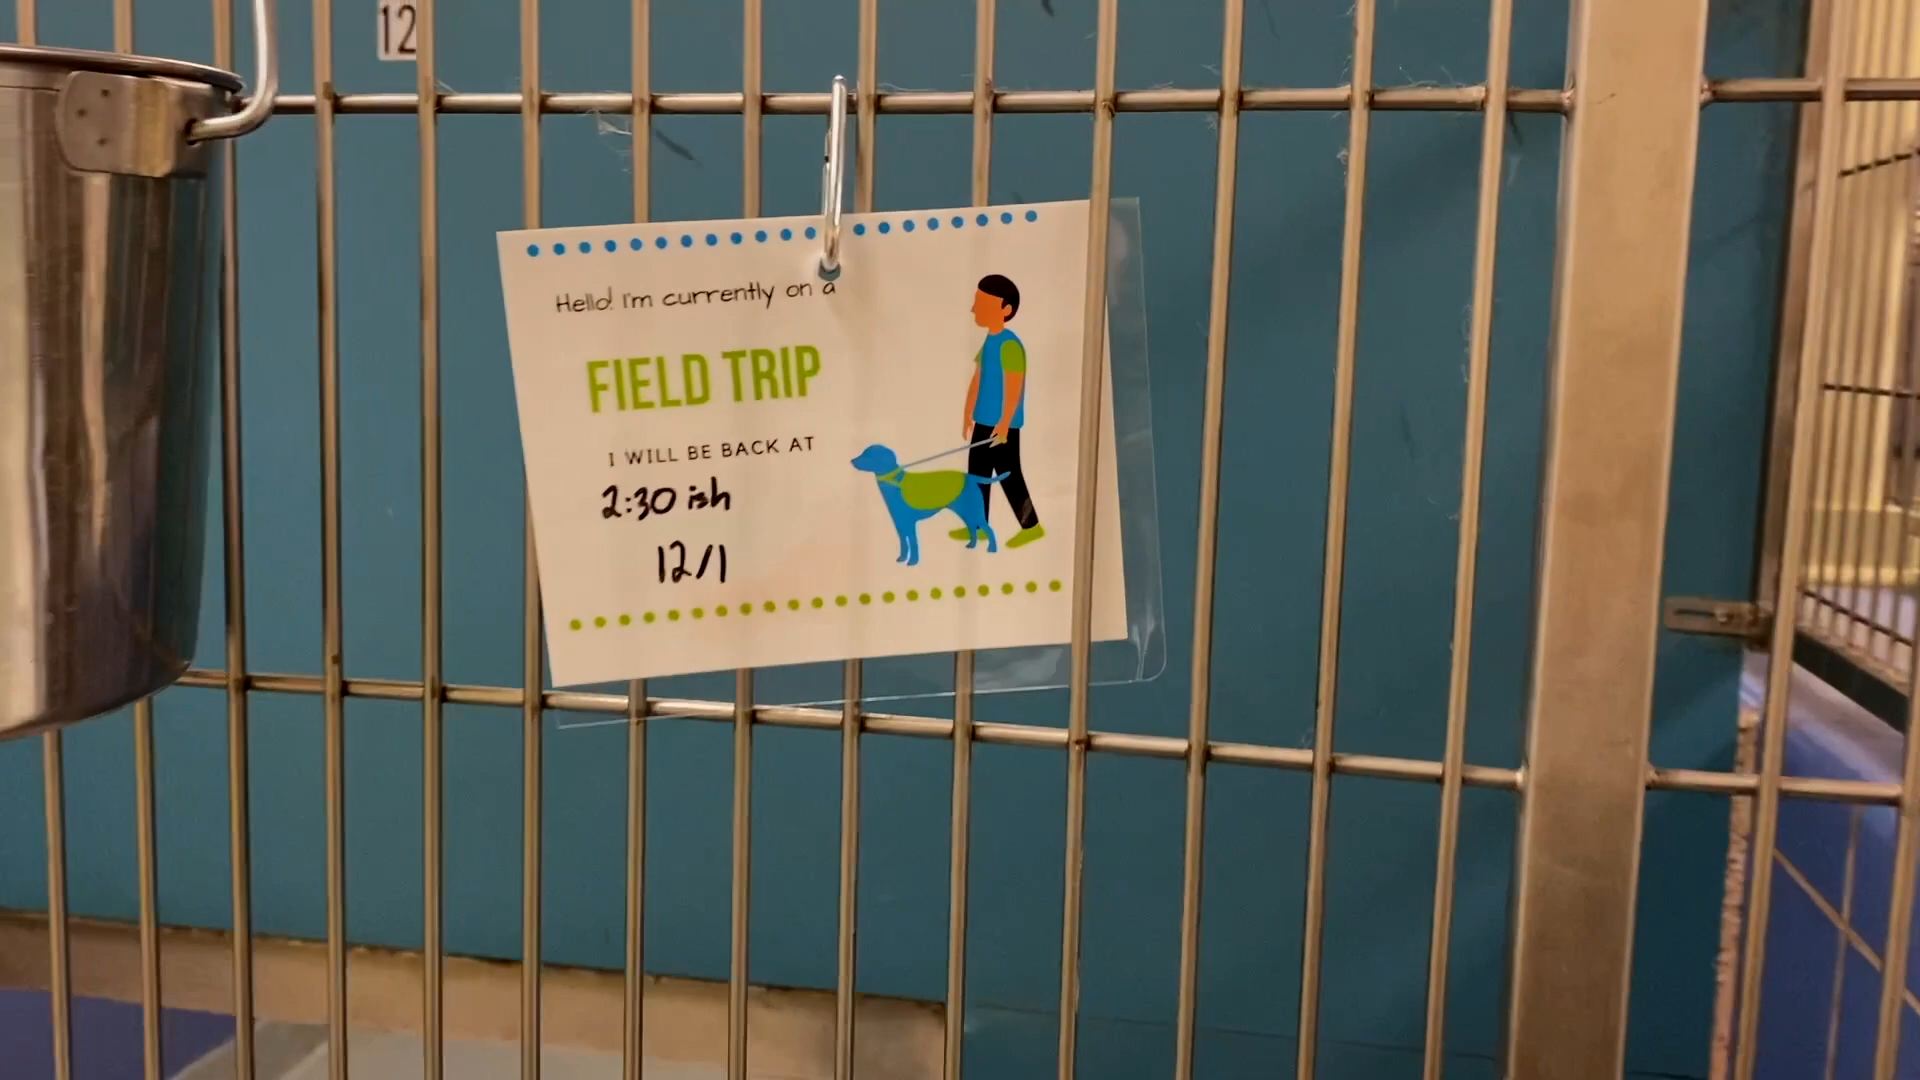 12
Hello! I'm currently on a
FIELD TRIP
I WILL BE BACK AT
2:30 ish
12/1